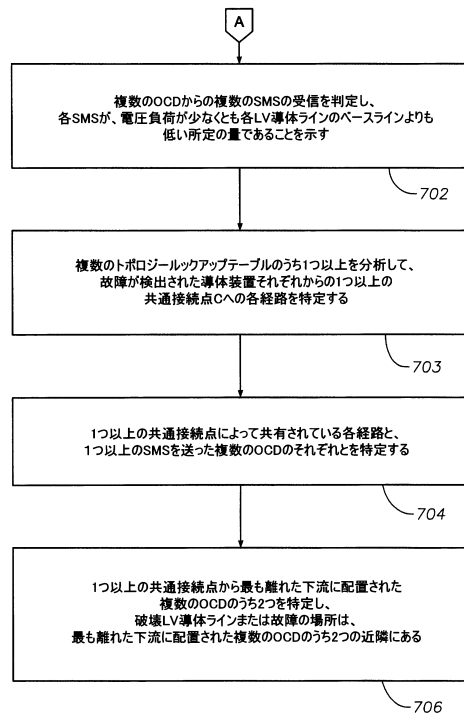 A
複数のOCDからの複数のSMSの受信を判定し、
各SMSが、電圧負荷が少なくとも各LV導体ラインのベースラインよりも
低い所定の量であることを示す
702
複数のトポロジールックアップテーブルのうち1つ以上を分析して、
故障が検出された導体装置それぞれからの1つ以上の
共通接続点Cへの各経路を特定する
703
1つ以上の共通接続点によって共有されている各経路と、
1つ以上のSMSを送った複数のOCDのそれぞれとを特定する
704
1つ以上の共通接続点から最も離れた下流に配置された
複数のOCDのうち2つを特定し、
破壊LV導体ラインまたは故障の場所は、
最も離れた下流に配置された複数のOCDのうち2つの近隣にある
706